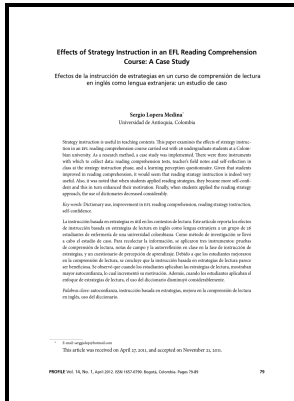 Effects of Strategy Instruction in an EFL Reading Comprehension
Course: A Case Study
Efectos de la instrucción de estrategias en un curso de comprensión de lectura
en inglés como lengua extranjera: un estudio de caso
Sergio Lopera Medina*
Universidad de Antioquia, Colombia
Strategy instruction is useful in teaching contexts. This paper examines the effects of strategy instruc-
tion in an EFL reading comprehension course carried out with 26 undergraduate students at a Colom-
bian university. As a research method, a case study was implemented. There were three instruments
with which to collect data: reading comprehension tests, teacher's field notes and self-reflection in
class at the strategy instruction phase, and a learning perception questionnaire. Given that students
improved in reading comprehension, it would seem that reading strategy instruction is indeed very
useful. Also, it was noted that when students applied reading strategies, they became more self-confi-
dent and this in turn enhanced their motivation. Finally, when students applied the reading strategy
approach, the use of dictionaries decreased considerably.
Key words: Dictionary use, improvement in EFL reading comprehension, reading strategy instruction,
self-confidence.
La instrucción basada en estrategias es útil en los contextos de lectura. Este artículo reporta los efectos
de instrucción basada en estrategias de lectura en inglés como lengua extranjera a un grupo de 26
estudiantes de enfermería de una universidad colombiana. Como método de investigación se llevó
a cabo el estudio de caso. Para recolectar la información, se aplicaron tres instrumentos: pruebas
de comprensión de lectura, notas de campo y la autorreflexión en clase en la fase de instrucción de
estrategias, y un cuestionario de percepción de aprendizaje. Debido a que los estudiantes mejoraron
en la comprensión de lectura, se concluye que la instrucción basada en estrategias de lectura parece
ser beneficiosa. Se observó que cuando los estudiantes aplicaban las estrategias de lectura, mostraban
mayor autoconfianza, lo cual incrementó su motivación. Además, cuando los estudiantes aplicaban el
enfoque de estrategias de lectura, el uso del diccionario disminuyó considerablemente.
Palabras clave: autoconfianza, instrucción basada en estrategias, mejora en la comprensión de lectura
en inglés, uso del diccionario.
* E-mail:
This article was received on April 27, 2011, and accepted on November 21, 2011.
PROFILE Vol. 14, No. 1, April 2012. ISSN 1657-0790. Bogotá, Colombia. Pages 79-89
79